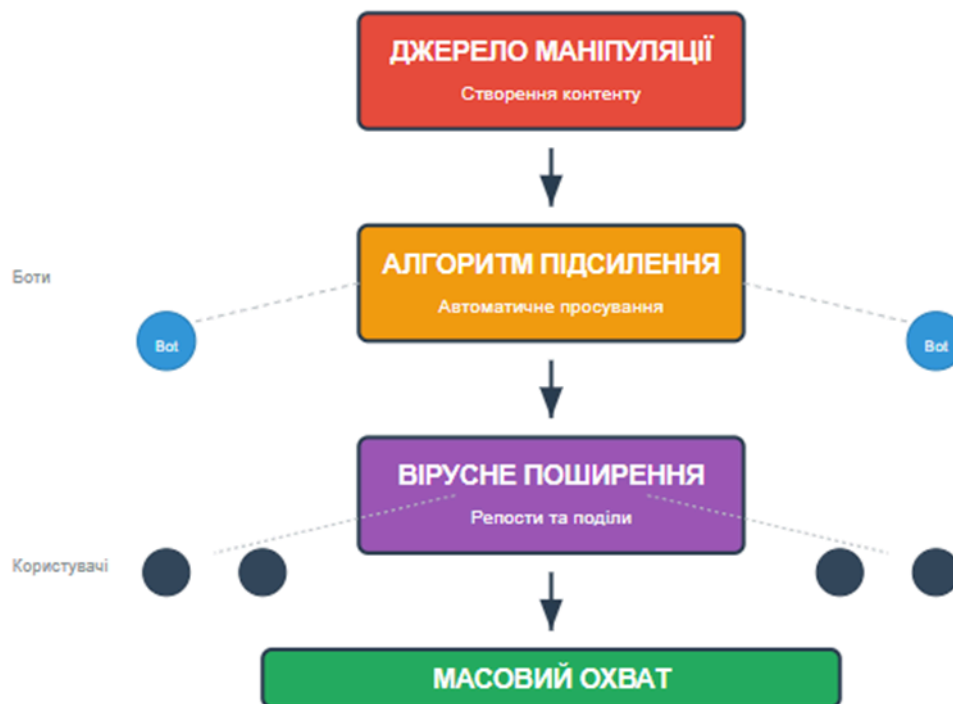 ДЖЕРЕЛО МАНІПУЛЯЦІЇ
Створення контенту
АЛГОРИТМ ПІДСИЛЕННЯ
Автоматичне просування
Боти
Bot
Bot
ВІРУСНЕ ПОШИРЕННЯ
Репости та поділи
Користувачі
МАСОВИЙ ОХВАТ